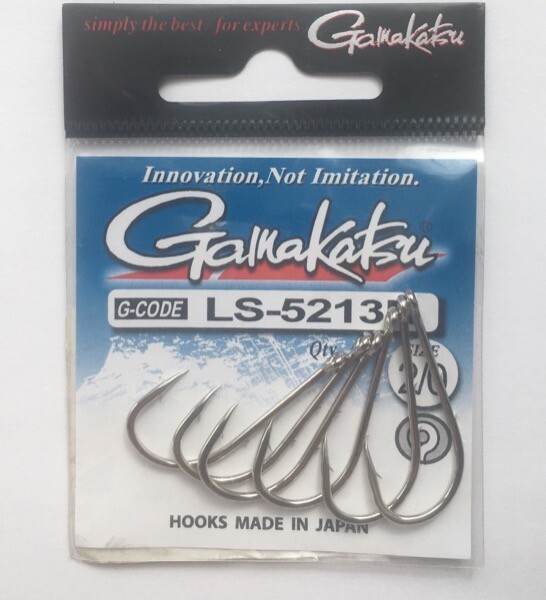 simply the best for experts
Gamakatsu
Innovation,Not Imitation.
Gamakatsu
®
G-CODE LS-5213
Qty
SIZE
2/0
HOOKS MADE IN JAPAN